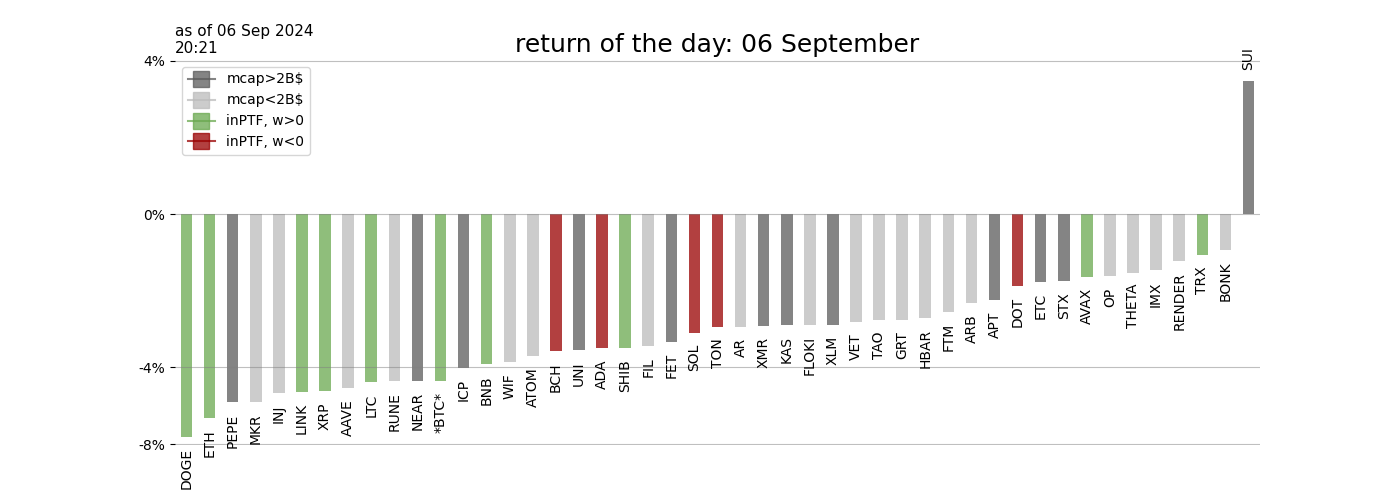 as of 06 Sep 2024
20:21
return of the day: 06 September
4%
0%
-4%
-8%
mcap>2B$
mcap<2B$
inPTF, w>0
inPTF, w<0
DOGE
ETH
PEPE
MKR
INJ
LINK
XRP
AAVE
LTC
RUNE
NEAR
*BTC*
ICP
BNB
WIF
ATOM
BCH
UNI
ADA
SHIB
FIL
FET
SOL
TON
AR
XMR
KAS
FLOKI
XLM
VET
TAO
GRT
HBAR
FTM
ARB
APT
DOT
ETC
STX
AVAX
OP
THETA
IMX
RENDER
TRX
BONK
SUI